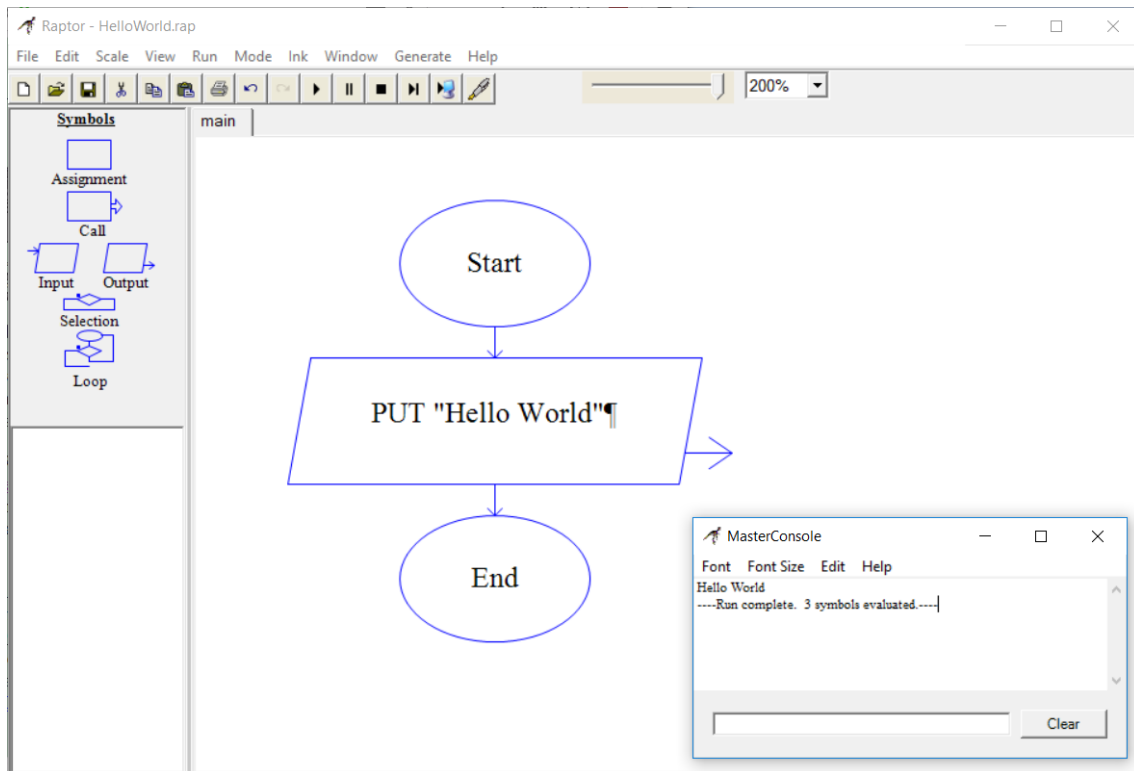 Raptor - HelloWorld.rap
File Edit Scale View Run Mode Ink Window Generate Help
200%
Symbols
main
Assignment
Call
Input Output
Selection
Loop
Start
PUT "Hello World"¶
End
MasterConsole
Font Font Size Edit Help
Hello World
----Run complete.  3 symbols evaluated.----
Clear